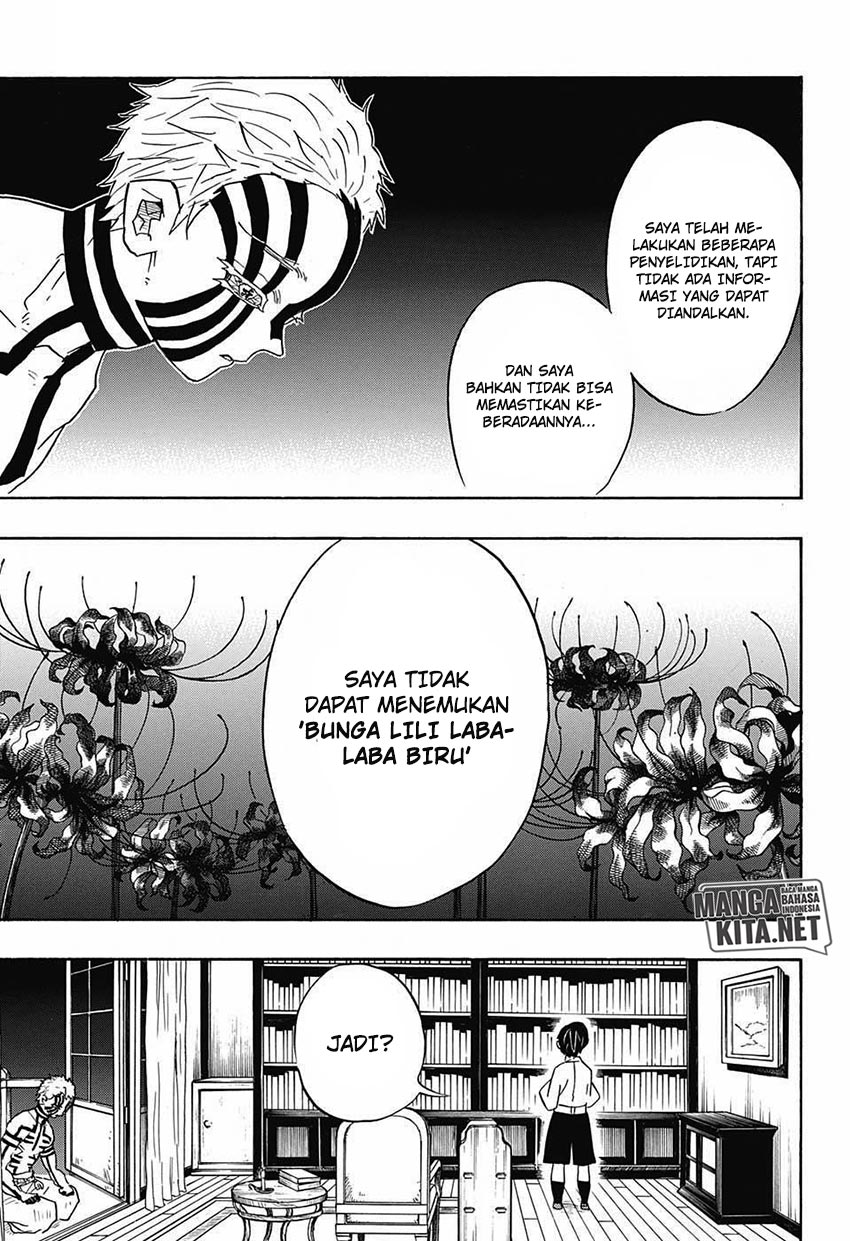 SAYA TELAH ME-
LAKUKAN BEBERAPA
PENYELIDIKAN, TAPI
TIDAK ADA INFOR-
MASI YANG DAPAT
DIANDALKAN.
DAN SAYA
BAHKAN TIDAK BISA
MEMASTIKAN KE-
BERADAANNYA...
SAYA TIDAK
DAPAT MENEMUKAN
'BUNGA LILI LABA-
LABA BIRU'
BACA MANGA
MANGA BAHASA
INDONESIA
KITA.NET
JADI?